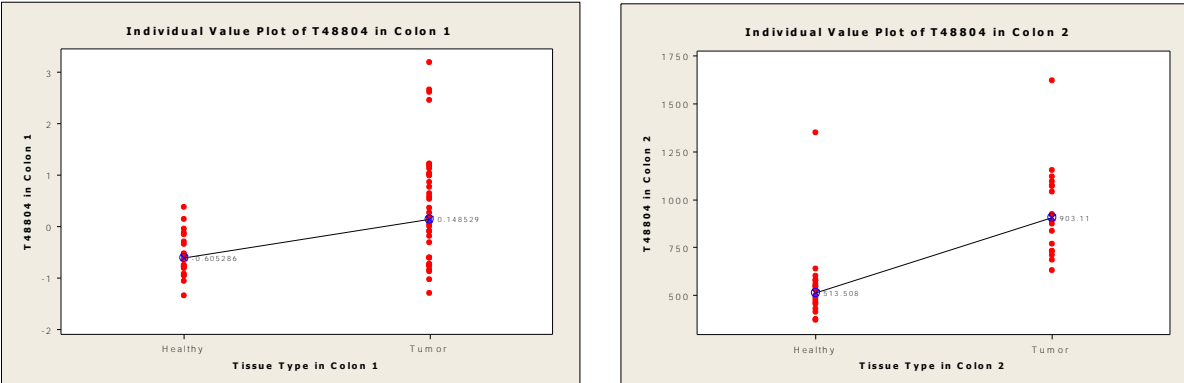 Individual Value Plot of T48804 in Colon 1
T48804 in Colon 1
3
2
1
0
-1
-2
0.148529
-0.605286
Healthy
Tumor
Tissue Type in Colon 1
Individual Value Plot of T48804 in Colon 2
T48804 in Colon 2
1750
1500
1250
1000
750
500
903.11
513.508
Healthy
Tumor
Tissue Type in Colon 2